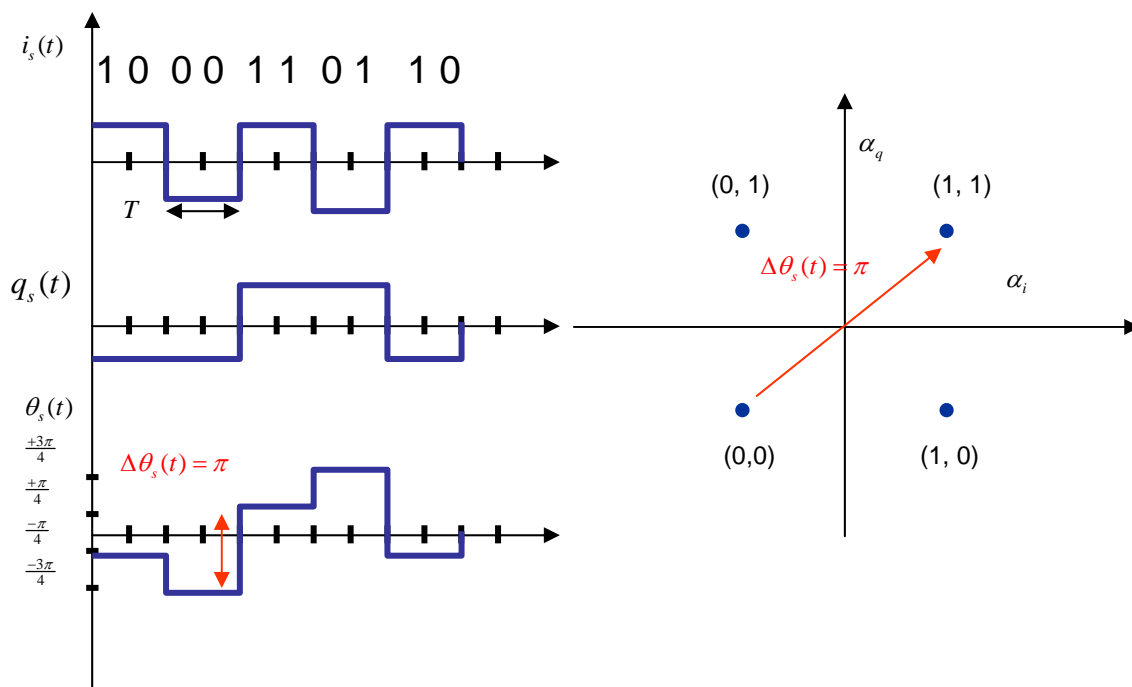 i_s(t)
1 0 0 0 1 1 0 1 1 0
T
q_s(t)
θ_s(t)
+3π/4
+π/4
-π/4
-3π/4
Δθ_s(t) = π
α_q
(0, 1)
(1, 1)
Δθ_s(t) = π
α_i
(0,0)
(1, 0)